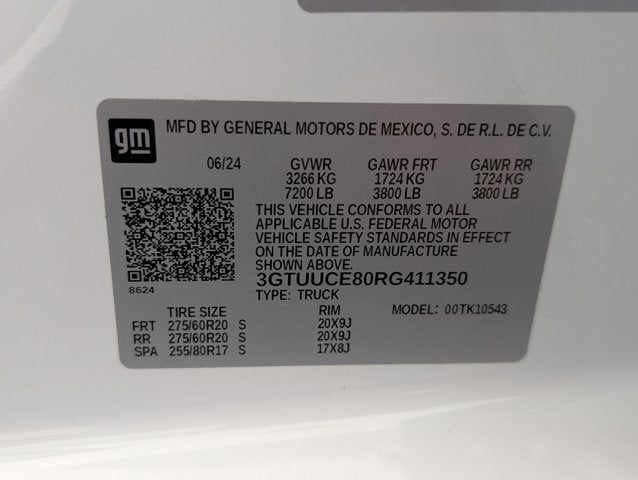 gm
MFD BY GENERAL MOTORS DE MEXICO, S. DE R.L. DE C.V.
06/24 GVWR GAWR FRT GAWR RR
3266 KG 1724 KG 1724 KG
7200 LB 3800 LB 3800 LB
THIS VEHICLE CONFORMS TO ALL
APPLICABLE U.S. FEDERAL MOTOR
VEHICLE SAFETY STANDARDS IN EFFECT
ON THE DATE OF MANUFACTURE
SHOWN ABOVE.
3GTUUCE80RG411350
8624 TYPE: TRUCK
TIRE SIZE RIM MODEL: 00TK10543
FRT 275/60R20 S 20X9J
RR 275/60R20 S 20X9J
SPA 255/80R17 S 17X8J